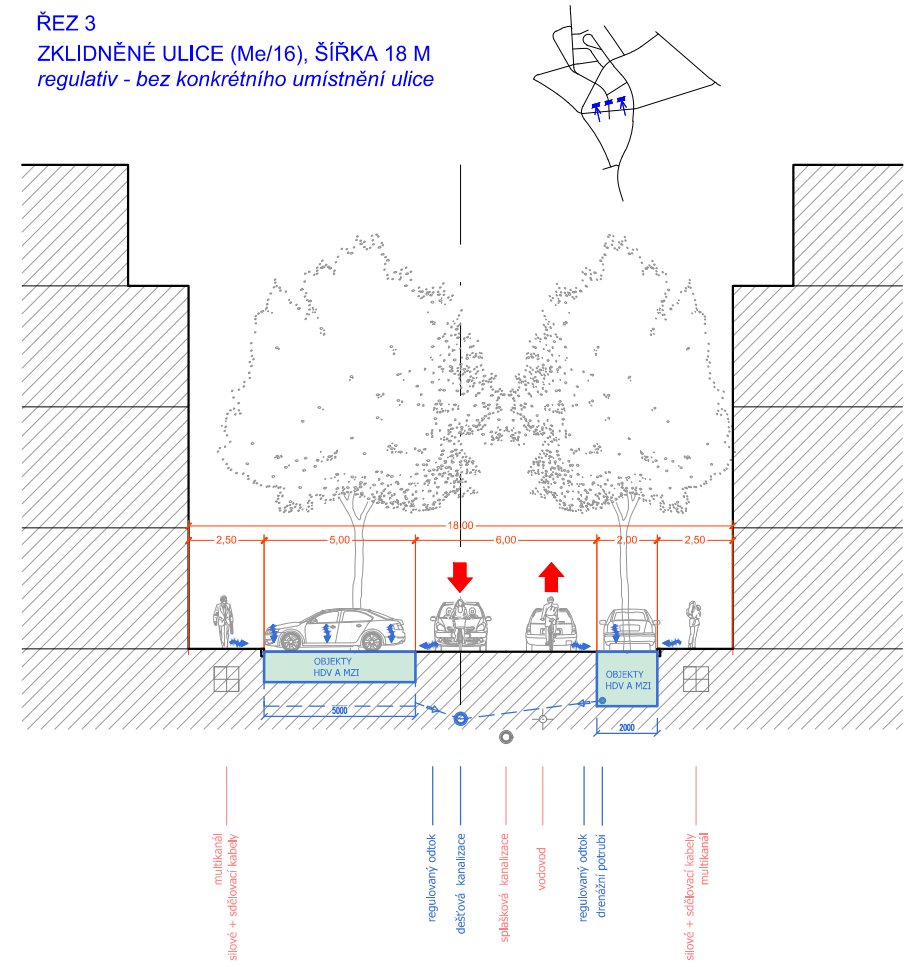 ŘEZ 3
ZKLIDNĚNÉ ULICE (Me/16), ŠÍŘKA 18 M
regulativ - bez konkrétního umístnění ulice
18,00
2,50
5,00
6,00
2,00
2,50
OBJEKTY
HDV A MZI
OBJEKTY
HDV A MZI
5000
2000
multikanál
silové + sdělovací kabely
regulovaný odtok
dešťová kanalizace
splašková kanalizace
vodovod
regulovaný odtok
drenážní potrubí
silové + sdělovací kabely
multikanál